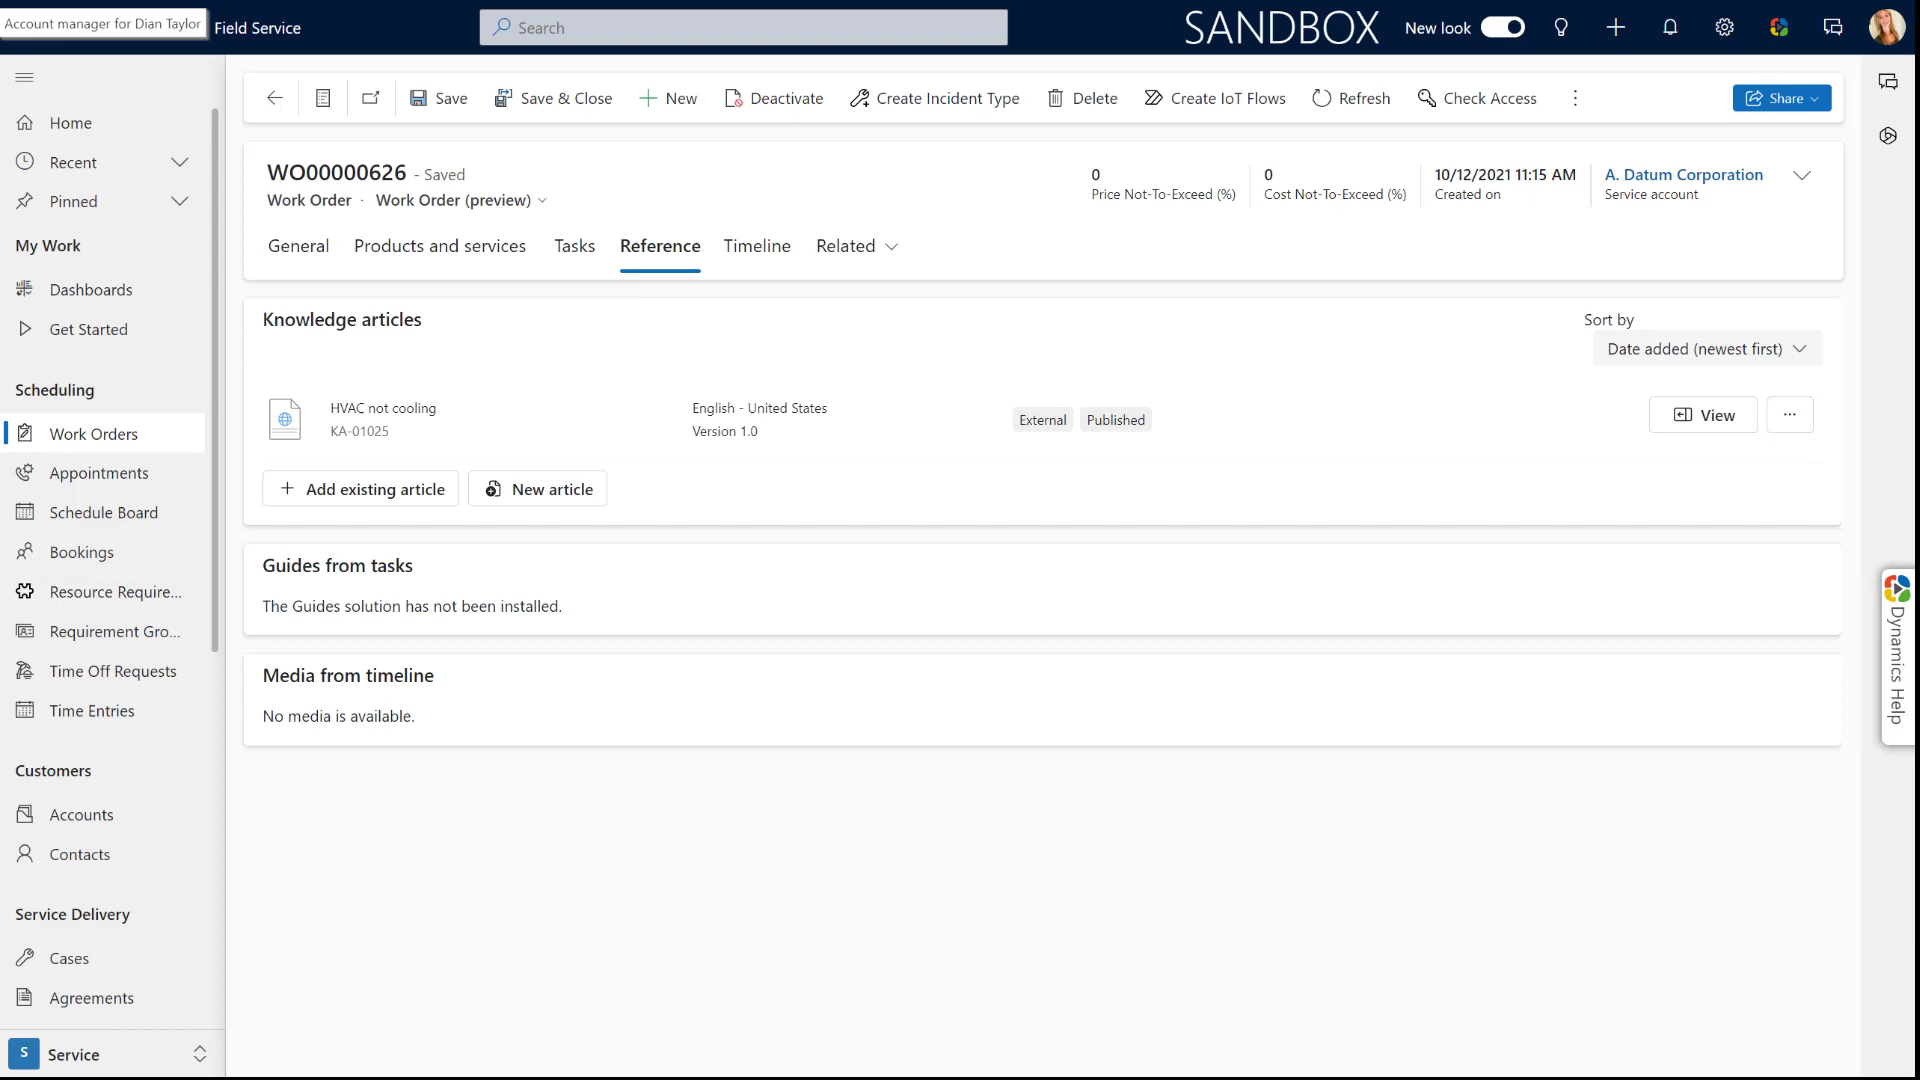 Account manager for Dian Taylor
Field Service
Search
SANDBOX
New look
Save
Save & Close
New
Deactivate
Create Incident Type
Delete
Create IoT Flows
Refresh
Check Access
Share
Home
Recent
Pinned
My Work
Dashboards
Get Started
Scheduling
Work Orders
Appointments
Schedule Board
Bookings
Resource Require...
Requirement Gro...
Time Off Requests
Time Entries
Customers
Accounts
Contacts
Service Delivery
Cases
Agreements
S Service
WO00000626 - Saved
Work Order · Work Order (preview)
0
Price Not-To-Exceed (%)
0
Cost Not-To-Exceed (%)
10/12/2021 11:15 AM
Created on
A. Datum Corporation
Service account
General
Products and services
Tasks
Reference
Timeline
Related
Knowledge articles
Sort by
Date added (newest first)
HVAC not cooling
KA-01025
English - United States
Version 1.0
External
Published
View
Add existing article
New article
Guides from tasks
The Guides solution has not been installed.
Media from timeline
No media is available.
Dynamics Help